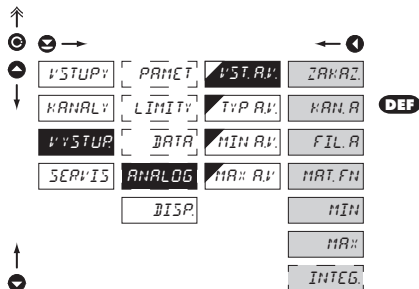 VSTUPY PAMET VST. A.V. ZAKAZ.
KANALY LIMITY TYP A.V. KAN. A DEF
VYSTUP. DATA MIN A.V. FIL. A
SERVIS ANALOG MAX A.V. MAT. FN
DISP. MIN
MAX
INTEG.